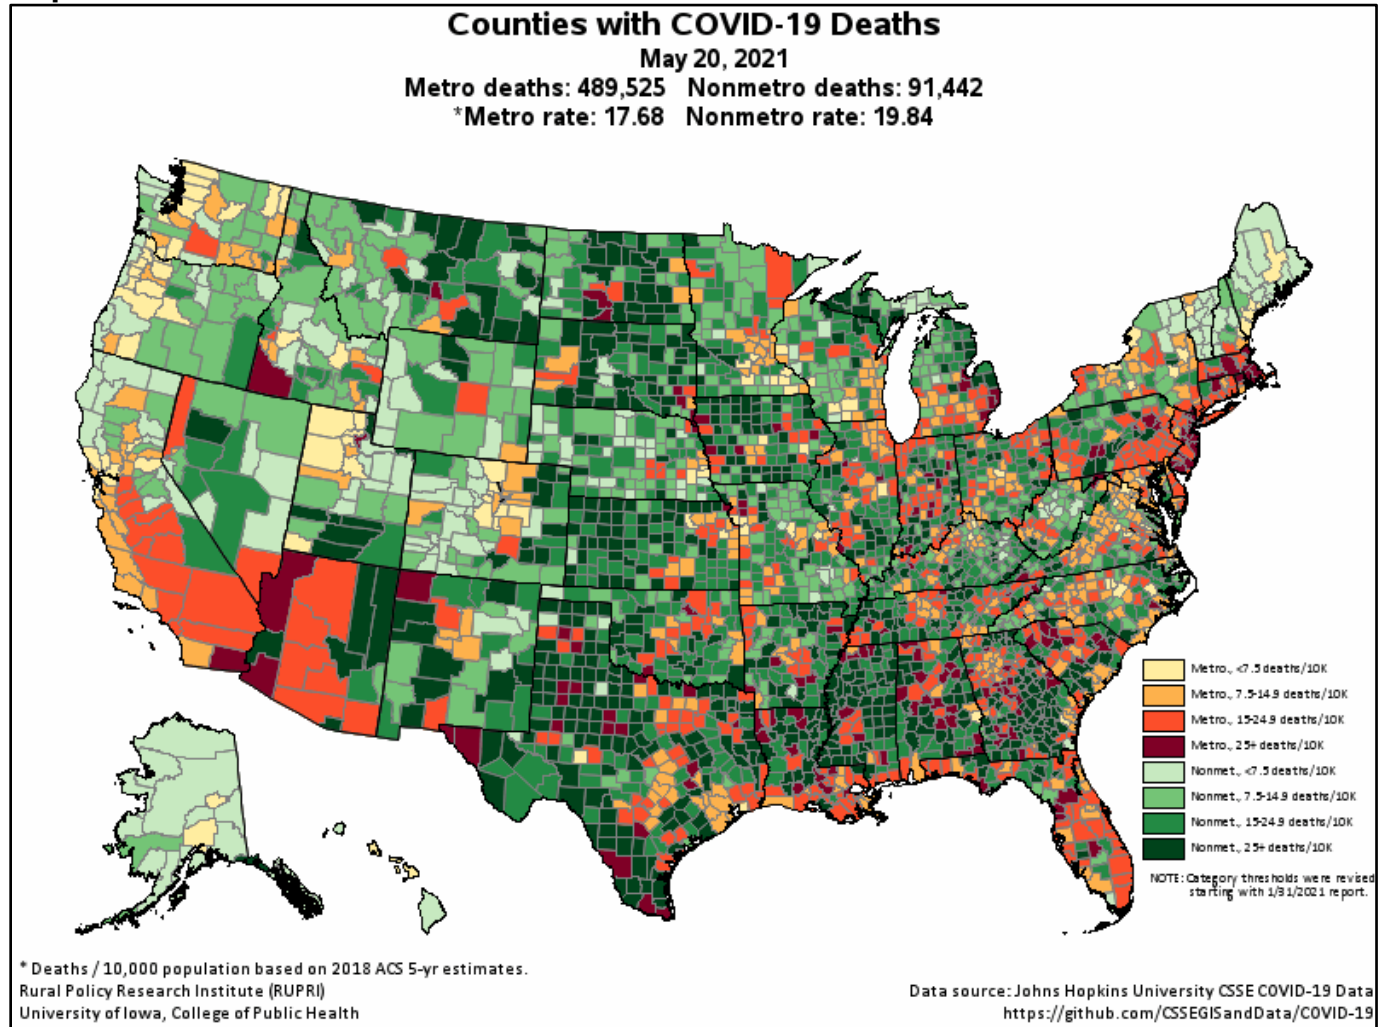 Counties with COVID-19 Deaths
May 20, 2021
Metro deaths: 489,525 Nonmetro deaths: 91,442
*Metro rate: 17.68 Nonmetro rate: 19.84
Metro., <7.5 deaths/10K
Metro., 7.5-14.9 deaths/10K
Metro., 15-24.9 deaths/10K
Metro., 25+ deaths/10K
Nonmet., <7.5 deaths/10K
Nonmet., 7.5-14.9 deaths/10K
Nonmet., 15-24.9 deaths/10K
Nonmet., 25+ deaths/10K
NOTE: Category thresholds were revised
starting with 1/31/2021 report.
* Deaths / 10,000 population based on 2018 ACS 5-yr estimates.
Rural Policy Research Institute (RUPRI)
University of Iowa, College of Public Health
Data source: Johns Hopkins University CSSE COVID-19 Data
https://github.com/CSSEGISandData/COVID-19